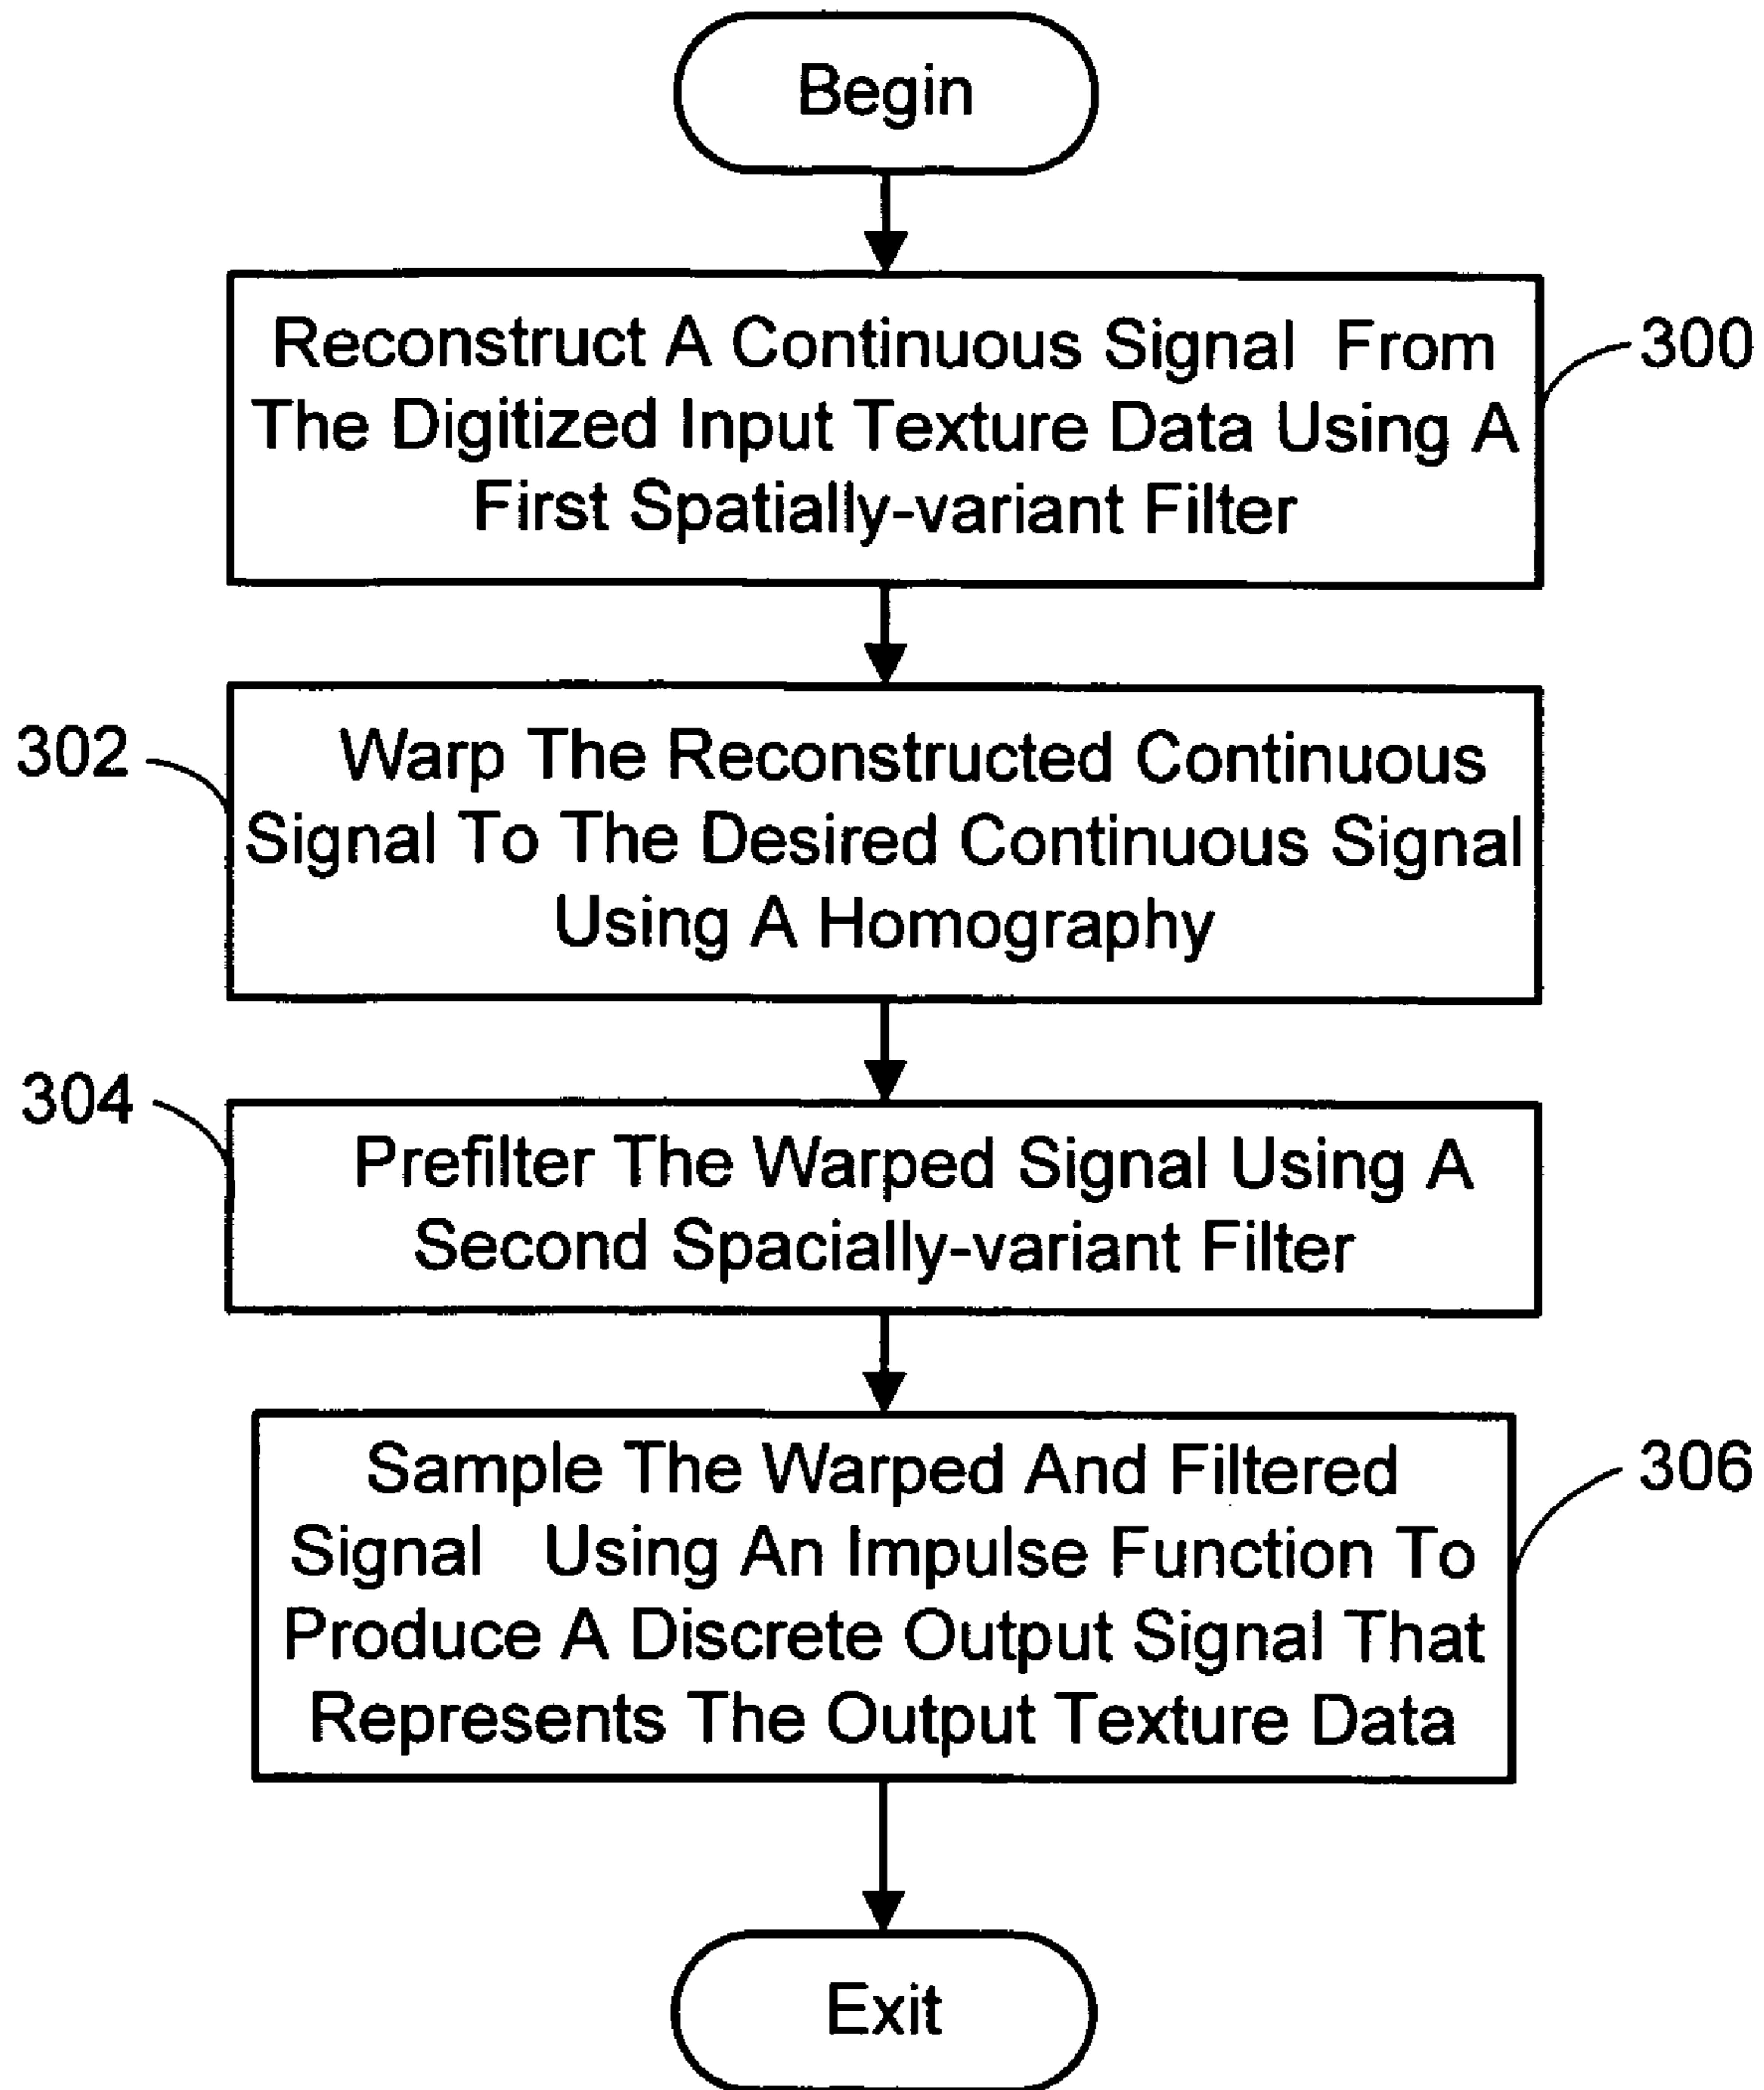 Begin
Reconstruct A Continuous Signal From
The Digitized Input Texture Data Using A
First Spatially-variant Filter
300
302
Warp The Reconstructed Continuous
Signal To The Desired Continuous Signal
Using A Homography
304
Prefilter The Warped Signal Using A
Second Spacially-variant Filter
Sample The Warped And Filtered
Signal Using An Impulse Function To
Produce A Discrete Output Signal That
Represents The Output Texture Data
306
Exit